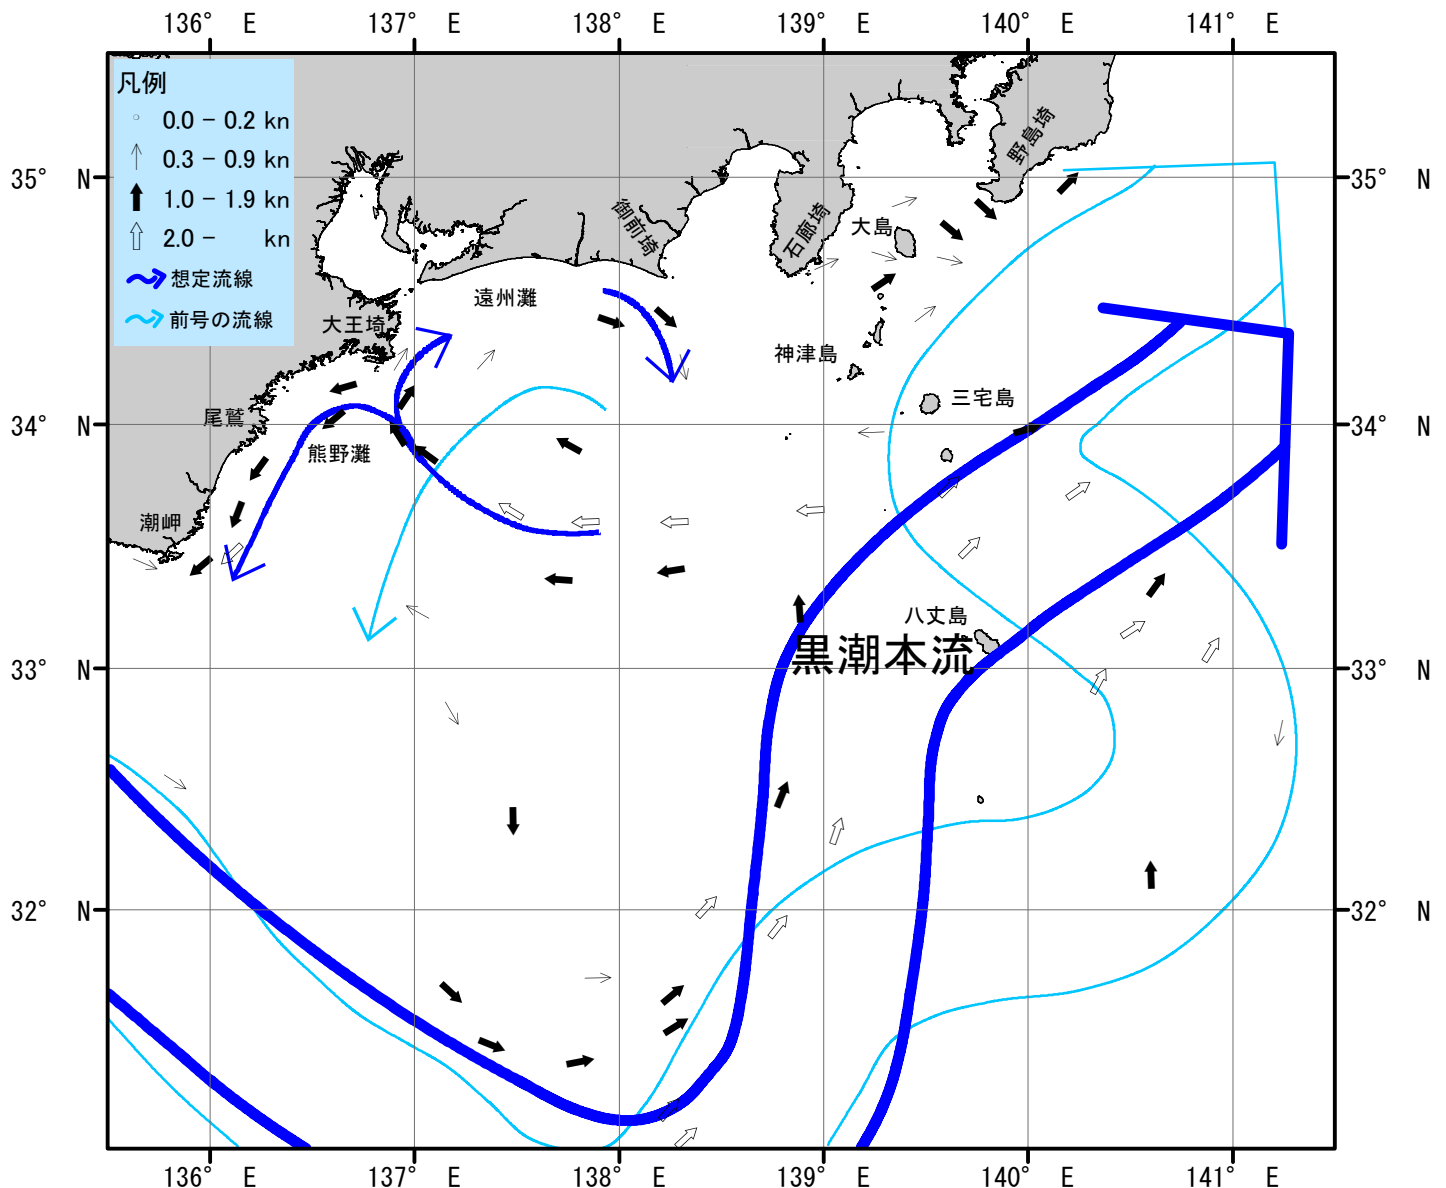 136° E 137° E 138° E 139° E 140° E 141° E
凡例
0.0 - 0.2 kn
0.3 - 0.9 kn
1.0 - 1.9 kn
2.0 - kn
想定流線
前号の流線
野島埼
35° N
35° N
御前埼
石廊埼
大島
遠州灘
大王埼
神津島
三宅島
尾鷲
34° N
34° N
熊野灘
潮岬
八丈島
黒潮本流
33° N
33° N
32° N
32° N
136° E 137° E 138° E 139° E 140° E 141° E